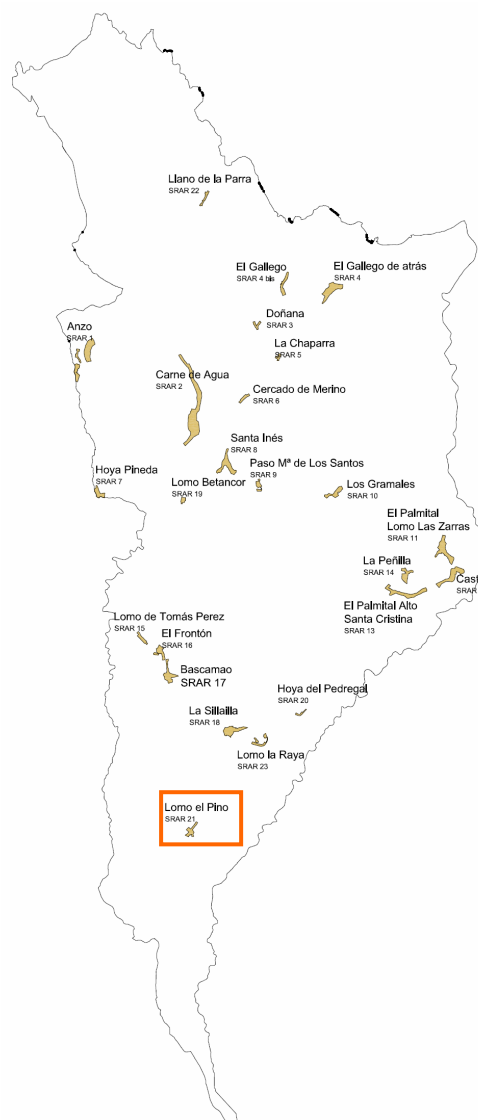 Llano de la Parra
SRAR 22
El Gallego
SRAR 4 bis
El Gallego de atrás
SRAR 4
Doñana
SRAR 3
Anzo
SRAR 1
La Chaparra
SRAR 5
Carne de Agua
SRAR 2
Cercado de Merino
SRAR 6
Santa Inés
SRAR 8
Paso Mª de Los Santos
SRAR 9
Hoya Pineda
SRAR 7
Lomo Betancor
SRAR 19
Los Gramales
SRAR 10
El Palmital
Lomo Las Zarras
SRAR 11
La Peñilla
SRAR 14
Cast
SRAR
El Palmital Alto
Santa Cristina
SRAR 13
Lomo de Tomás Perez
SRAR 15
El Frontón
SRAR 16
Bascamao
SRAR 17
Hoya del Pedregal
SRAR 20
La Sillailla
SRAR 18
Lomo la Raya
SRAR 23
Lomo el Pino
SRAR 21